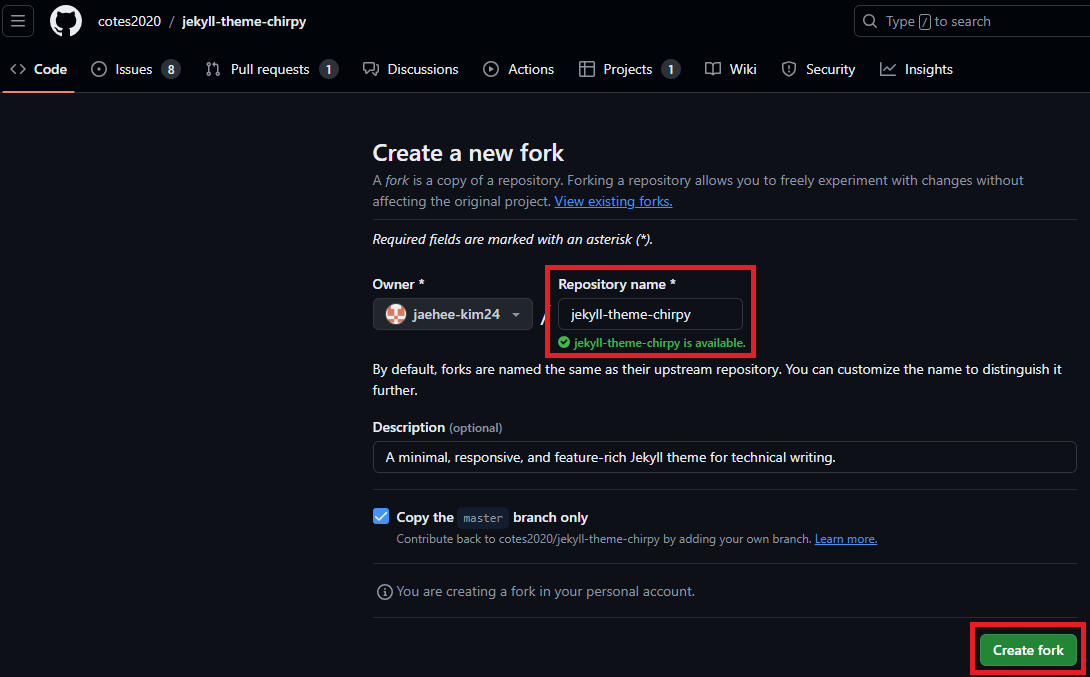 cotes2020 / jekyll-theme-chirpy Type / to search
Code Issues 8 Pull requests 1 Discussions Actions Projects 1 Wiki Security Insights
Create a new fork
A fork is a copy of a repository. Forking a repository allows you to freely experiment with changes without
affecting the original project. View existing forks.
Required fields are marked with an asterisk (*).
Owner * Repository name *
jaehee-kim24 / jekyll-theme-chirpy
jekyll-theme-chirpy is available.
By default, forks are named the same as their upstream repository. You can customize the name to distinguish it
further.
Description (optional)
A minimal, responsive, and feature-rich Jekyll theme for technical writing.
Copy the master branch only
Contribute back to cotes2020/jekyll-theme-chirpy by adding your own branch. Learn more.
You are creating a fork in your personal account.
Create fork